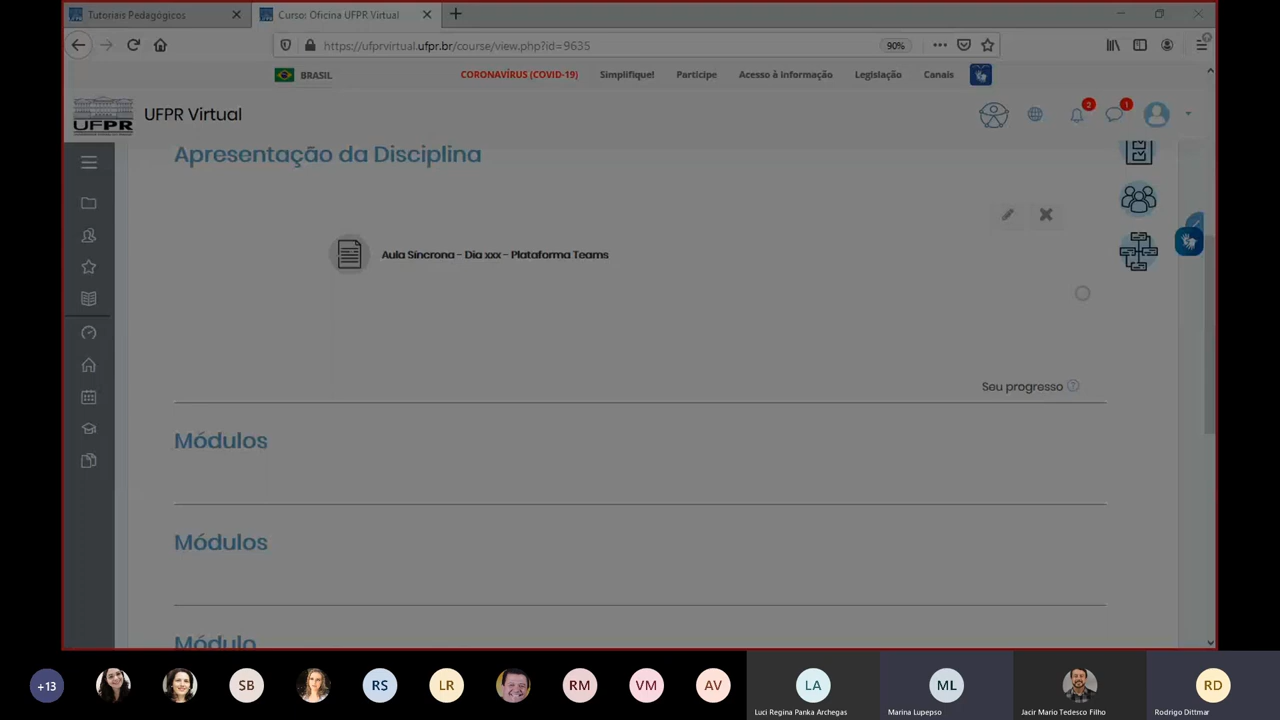 Tutoriais Pedagógicos
Curso: Oficina UFPR Virtual
https://ufprvirtual.ufpr.br/course/view.php?id=9635
90%
BRASIL
CORONAVÍRUS (COVID-19)
Simplifique!
Participe
Acesso à informação
Legislação
Canais
UFPR
UFPR Virtual
2
1
Apresentação da Disciplina
Aula Síncrona - Dia xxx - Plataforma Teams
Seu progresso
Módulos
Módulos
Módulo
+13
SB
RS
LR
RM
VM
AV
LA
ML
RD
Luci Regina Panka Archegas
Marina Lupepso
Jacir Mario Tedesco Filho
Rodrigo Dittmar